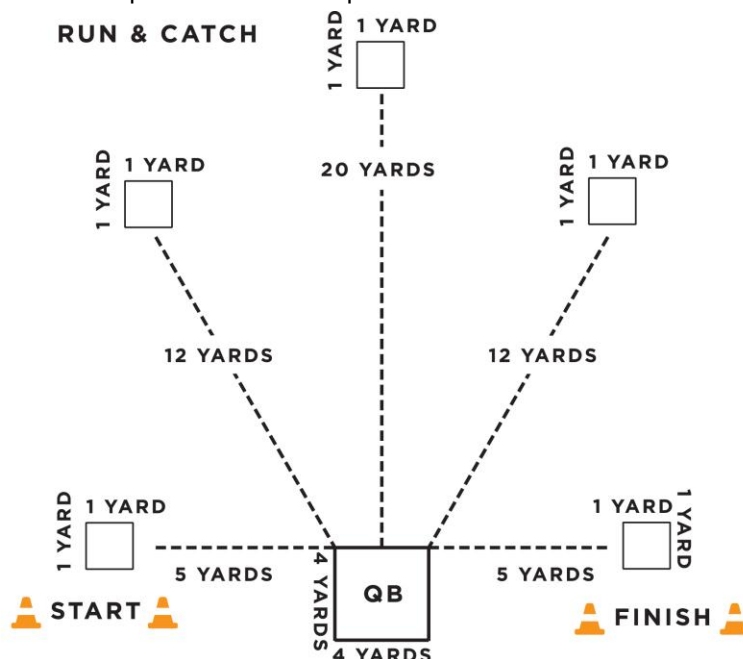 RUN & CATCH
1 YARD
1 YARD
20 YARDS
1 YARD
1 YARD
1 YARD
1 YARD
12 YARDS
12 YARDS
1 YARD
1 YARD
1 YARD
1 YARD
5 YARDS
4 YARDS
QB
5 YARDS
START
FINISH
4 YARDS